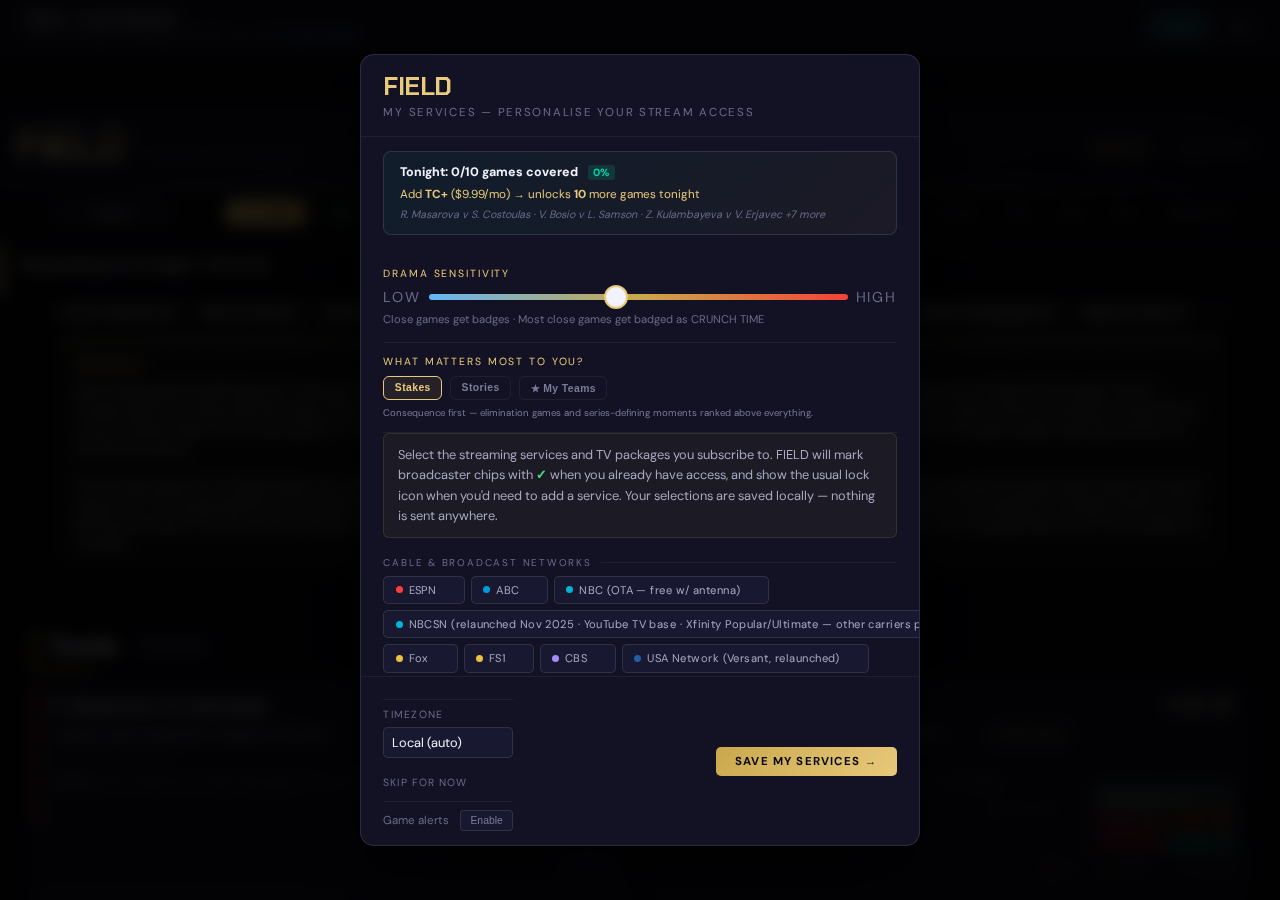 FIELD
MY SERVICES — PERSONALISE YOUR STREAM ACCESS
Tonight: 0/10 games covered 0%
Add TC+ ($9.99/mo) → unlocks 10 more games tonight
R. Masarova v S. Costoulas · V. Bosio v L. Samson · Z. Kulambayeva v V. Erjavec +7 more
DRAMA SENSITIVITY
LOW HIGH
Close games get badges · Most close games get badged as CRUNCH TIME
WHAT MATTERS MOST TO YOU?
Stakes Stories ★ My Teams
Consequence first — elimination games and series-defining moments ranked above everything.
Select the streaming services and TV packages you subscribe to. FIELD will mark
broadcaster chips with ✓ when you already have access, and show the usual lock
icon when you'd need to add a service. Your selections are saved locally — nothing
is sent anywhere.
CABLE & BROADCAST NETWORKS
ESPN ABC NBC (OTA — free w/ antenna)
NBCSN (relaunched Nov 2025 · YouTube TV base · Xfinity Popular/Ultimate — other carriers p
Fox FS1 CBS USA Network (Versant, relaunched)
TIMEZONE
Local (auto)
SAVE MY SERVICES →
SKIP FOR NOW
Game alerts Enable